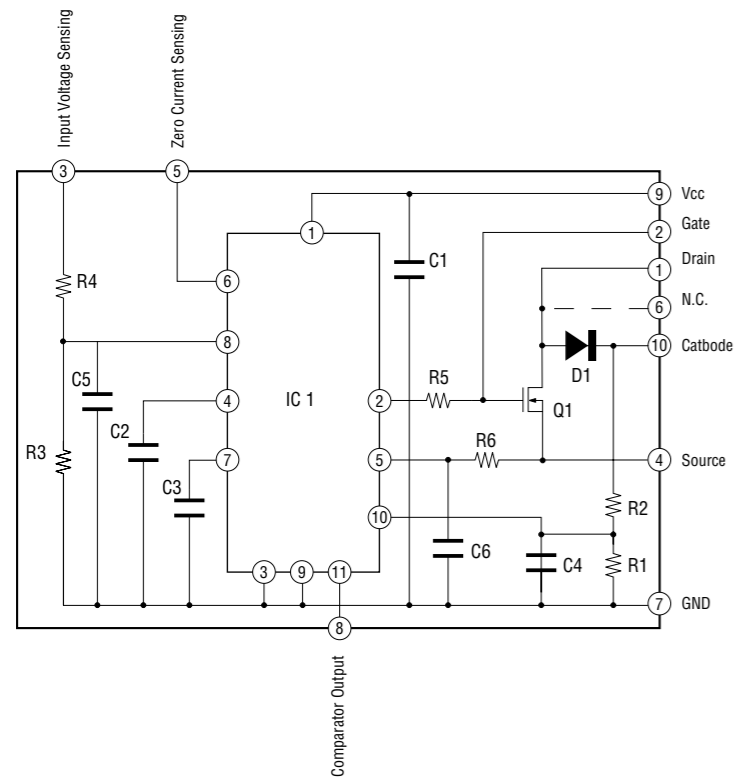 Input Voltage Sensing
Zero Current Sensing
3
5
9 Vcc
1
2 Gate
C1
1 Drain
6
R4
6 N.C.
8
10 Catbode
D1
C5
R5
IC 1
4
2
Q1
C2
R6
R3
7
5
4 Source
C3
R2
10
C6
C4
R1
3
9
11
7 GND
8
Comparator Output